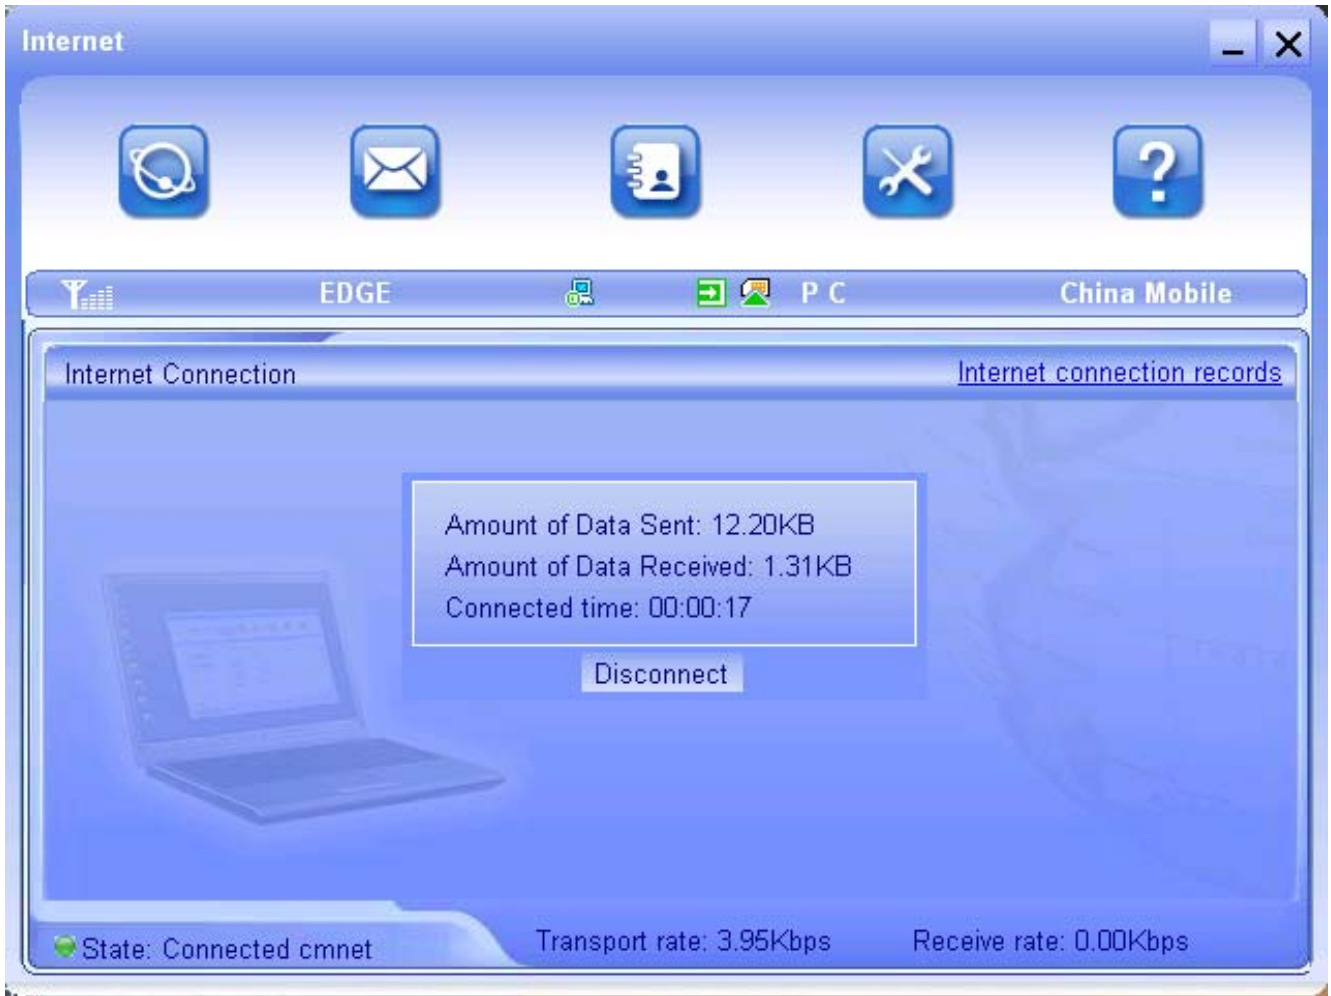 Internet
EDGE P C China Mobile
Internet Connection Internet connection records
Amount of Data Sent: 12.20KB
Amount of Data Received: 1.31KB
Connected time: 00:00:17
Disconnect
State: Connected cmnet Transport rate: 3.95Kbps Receive rate: 0.00Kbps